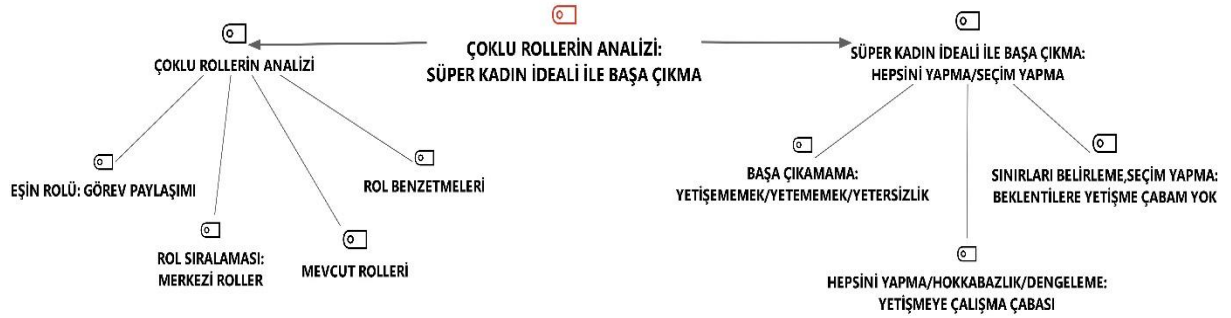 ÇOKLU ROLLERİN ANALİZİ:
SÜPER KADIN İDEALİ İLE BAŞA ÇIKMA
ÇOKLU ROLLERİN ANALİZİ
EŞİN ROLÜ: GÖREV PAYLAŞIMI
ROL SIRALAMASI:
MERKEZİ ROLLER
MEVCUT ROLLERİ
ROL BENZETMELERİ
SÜPER KADIN İDEALİ İLE BAŞA ÇIKMA:
HEPSİNİ YAPMA/SEÇİM YAPMA
BAŞA ÇIKAMAMA:
YETİŞEMEMEK/YETEMEMEK/YETERSİZLİK
HEPSİNİ YAPMA/HOKKABAZLIK/DENGELEME:
YETİŞMEYE ÇALIŞMA ÇABASI
SINIRLARI BELİRLEME,SEÇİM YAPMA:
BEKLENTİLERE YETİŞME ÇABAM YOK